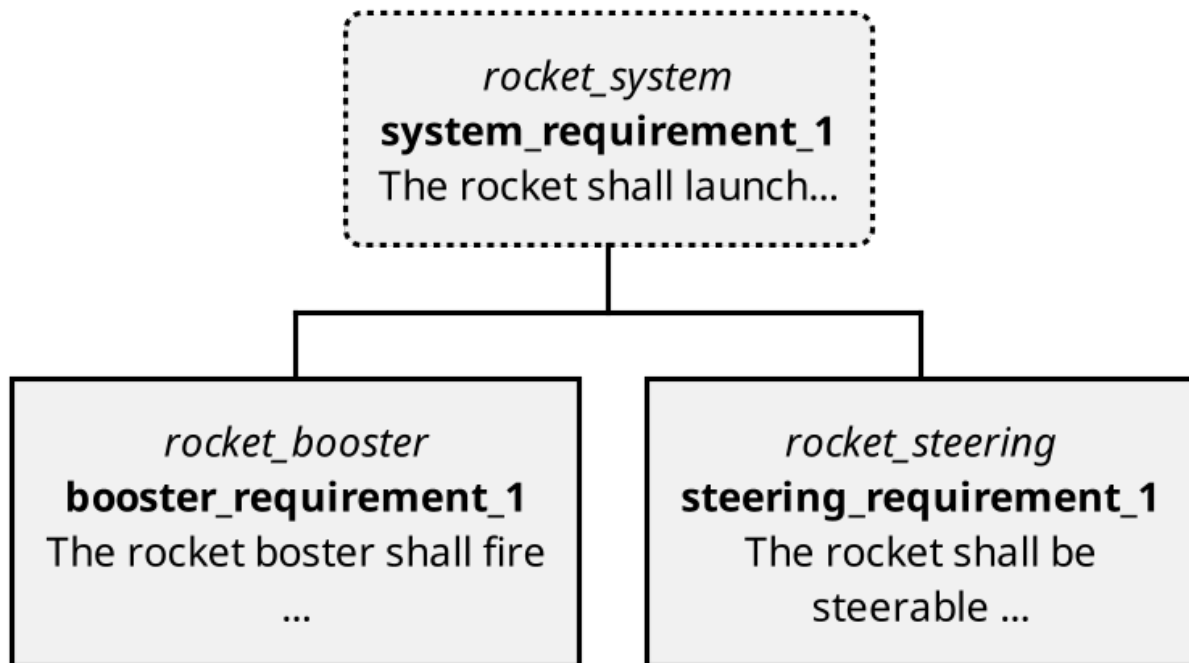 rocket_system
system_requirement_1
The rocket shall launch...
rocket_booster
booster_requirement_1
The rocket boster shall fire
...
rocket_steering
steering_requirement_1
The rocket shall be
steerable ...